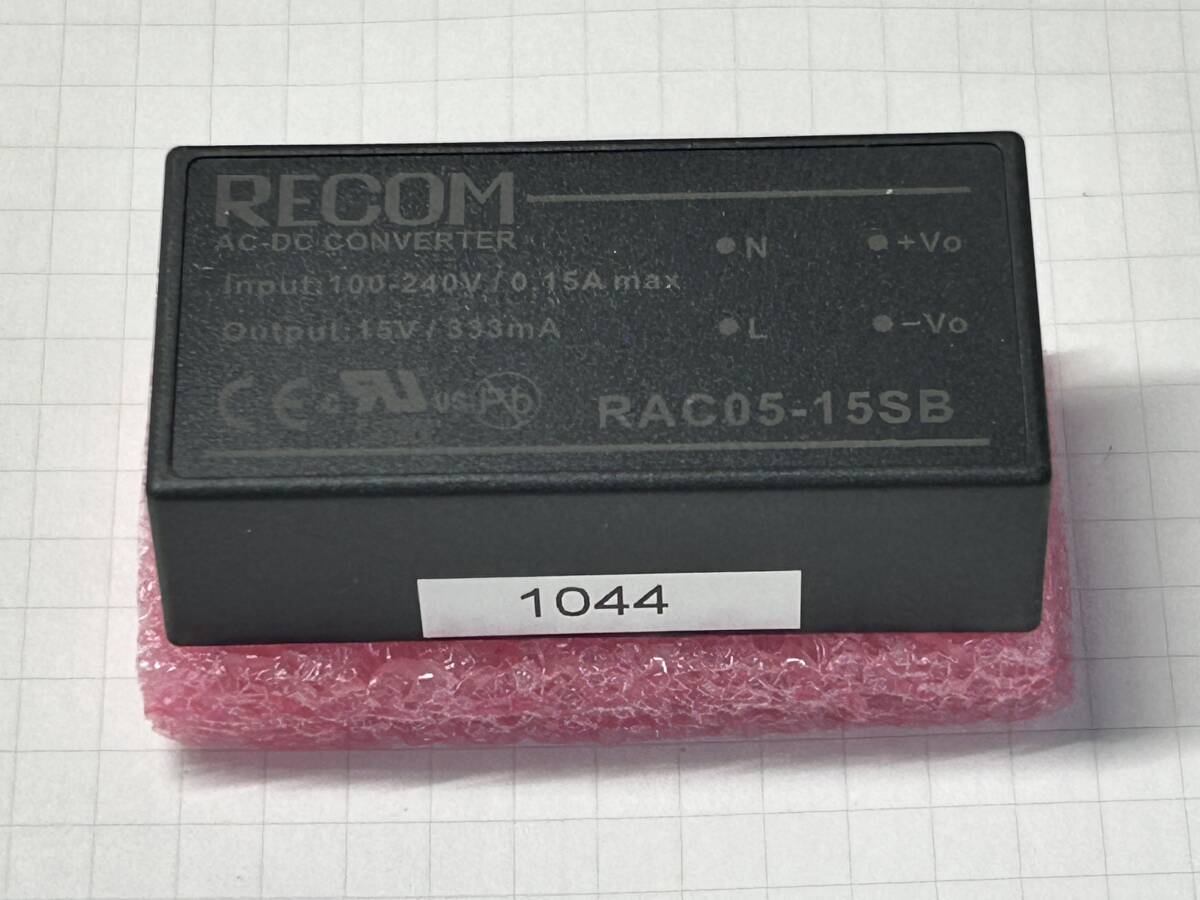 RECOM
AC-DC CONVERTER
N +Vo
Input: 100-240V / 0.15A max
Output: 15V / 333mA
L -Vo
CE c UL US Pb
RAC05-15SB
1044